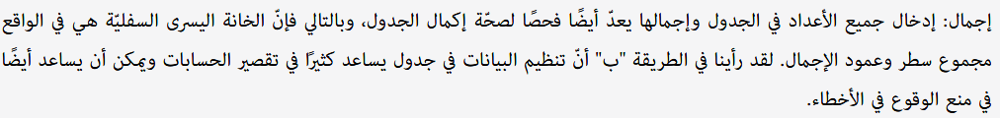 إجمال: إدخال جميع الأعداد في الجدول وإجمالها يعدّ أيضًا فحصًا لصحّة إكمال الجدول، وبالتالي فإنّ الخانة اليسرى السفليّة هي في الواقع
مجموع سطر وعمود الإجمال. لقد رأينا في الطريقة "ب" أنّ تنظيم البيانات في جدول يساعد كثيرًا في تقصير الحسابات ويمكن أن يساعد أيضًا
في منع الوقوع في الأخطاء.